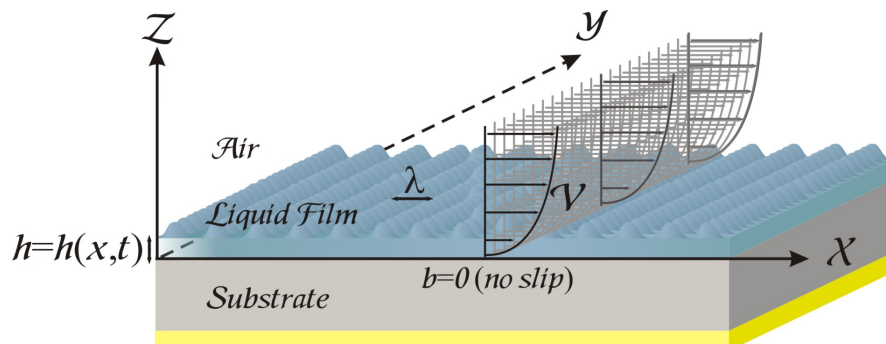 Z
y
Air
λ
Liquid Film
V
h=h(x,t)
X
b=0 (no slip)
Substrate